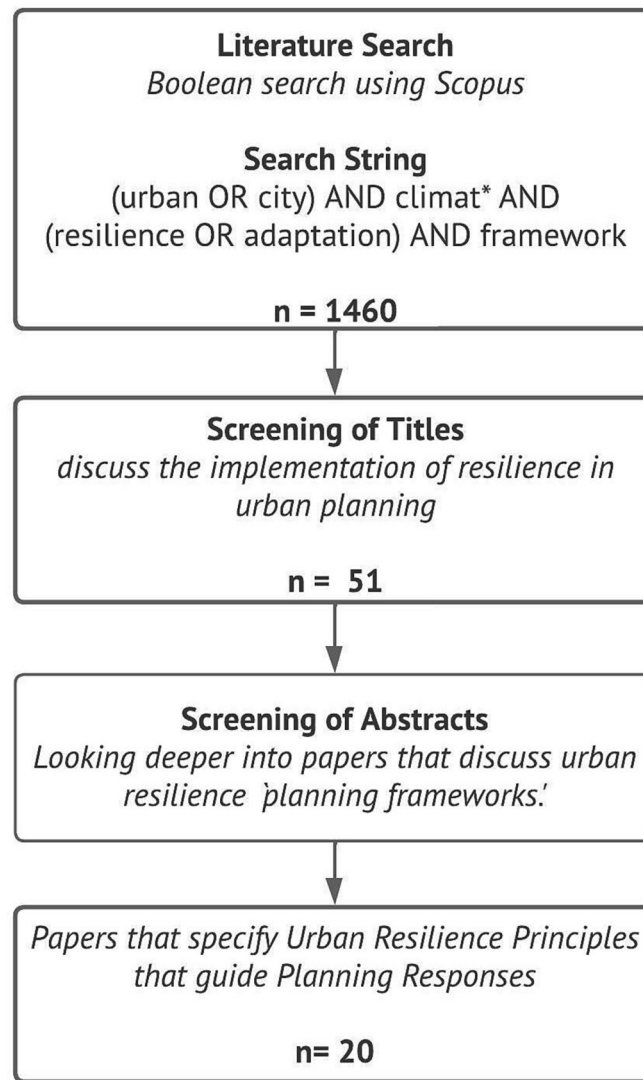 Literature Search
Boolean search using Scopus
Search String
(urban OR city) AND climat* AND
(resilience OR adaptation) AND framework
n = 1460
Screening of Titles
discuss the implementation of resilience in
urban planning
n = 51
Screening of Abstracts
Looking deeper into papers that discuss urban
resilience 'planning frameworks.'
Papers that specify Urban Resilience Principles
that guide Planning Responses
n= 20